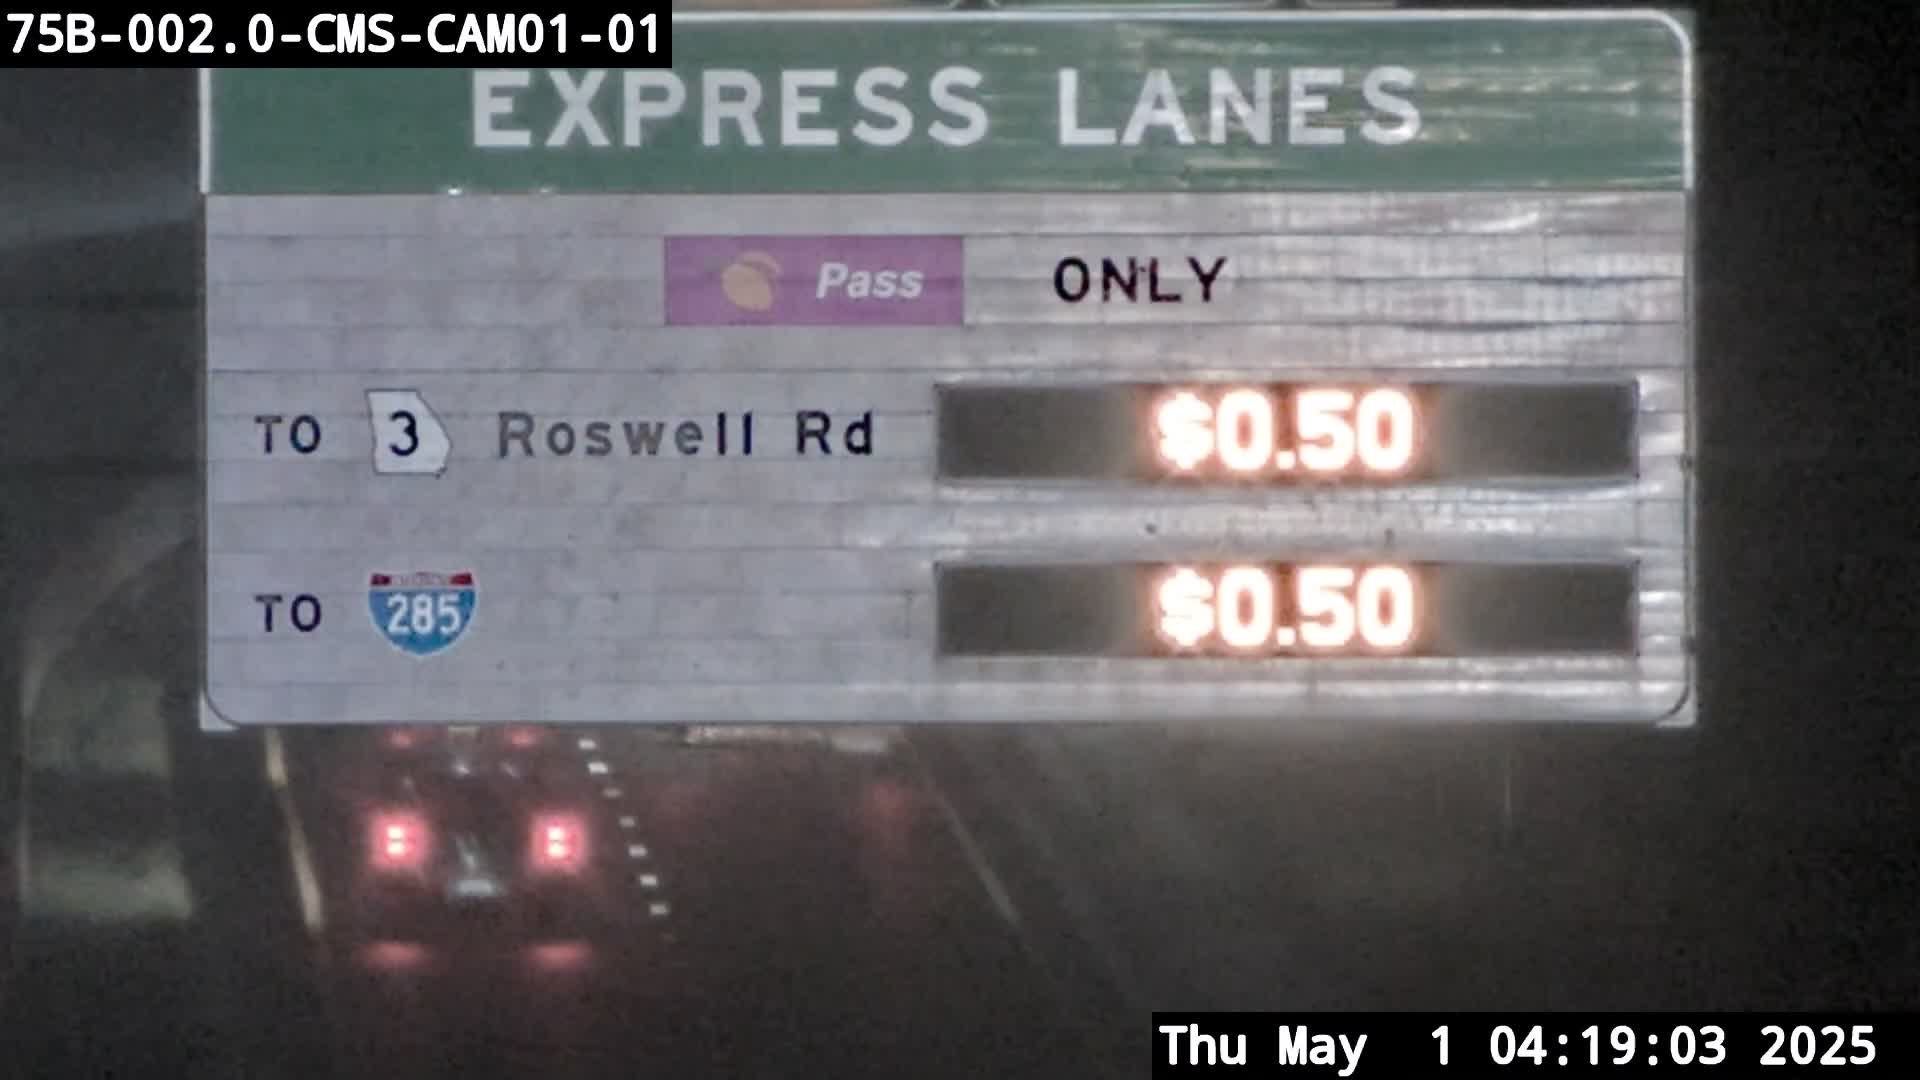 75B-002.0-CMS-CAM01-01
EXPRESS LANES
Pass ONLY
TO 3 Roswell Rd $0.50
TO 285 $0.50
Thu May 1 04:19:03 2025